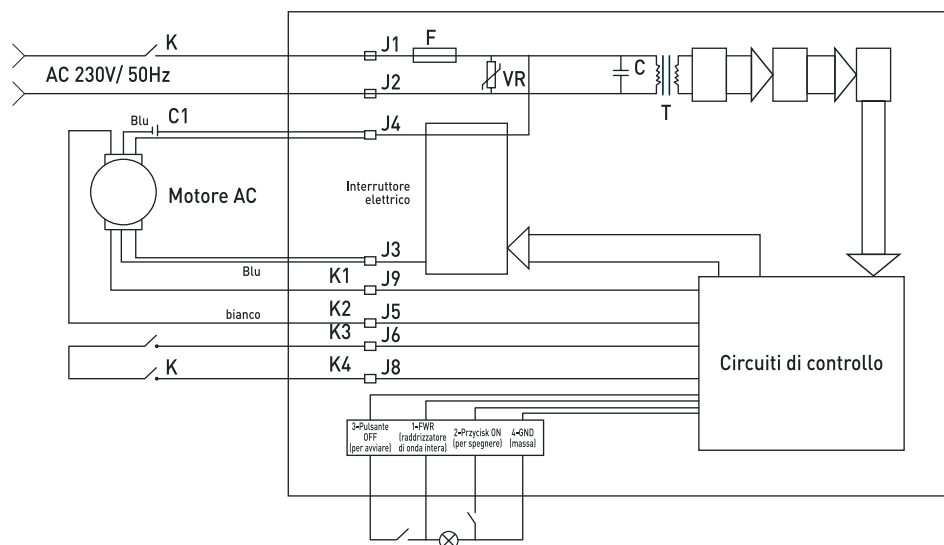 K
J1
F
AC 230V/ 50Hz
J2
VR
C
T
C1
Blu
J4
Motore AC
Interruttore
elettrico
J3
Blu
K1
J9
bianco
K2
J5
K3
J6
K
K4
J8
Circuiti di controllo
3-Pulsante
OFF
(per avviare)
1-FWR
(raddrizzatore
di onda intera)
2-Przycisk ON
(per spegnere)
4-GND
(massa)